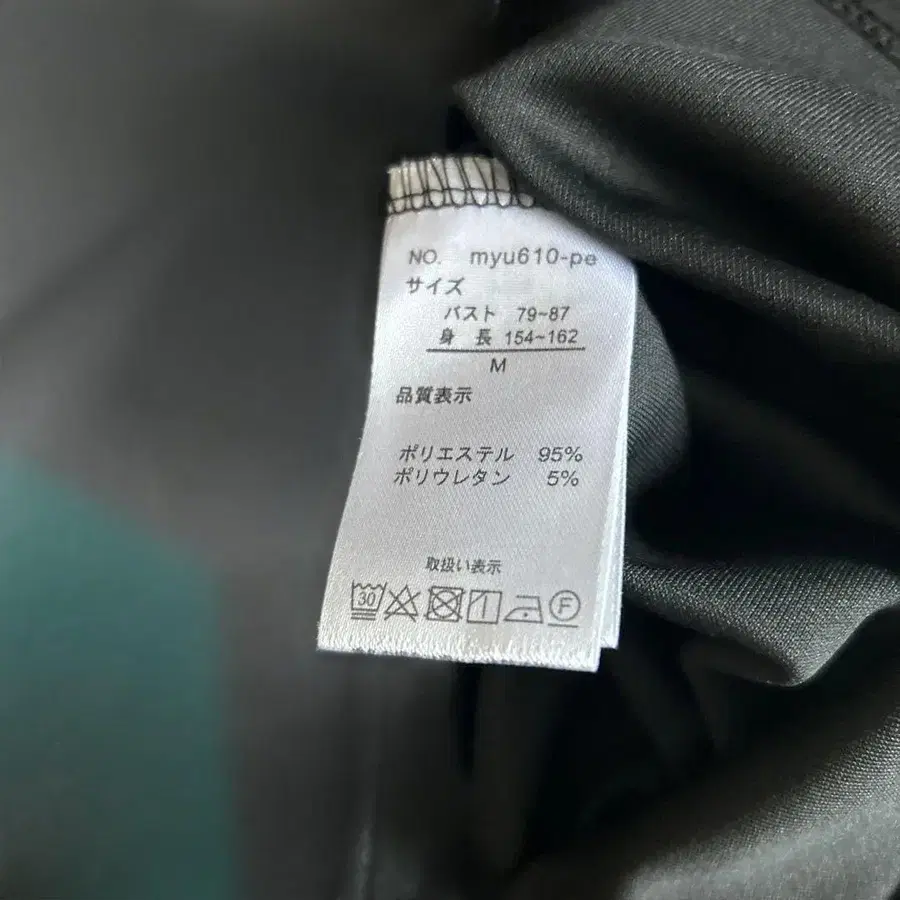 NO. myu610-pe
サイズ
バスト 79~87
身 長 154~162
M
品質表示
ポリエステル 95%
ポリウレタン 5%
取扱い表示
30 F